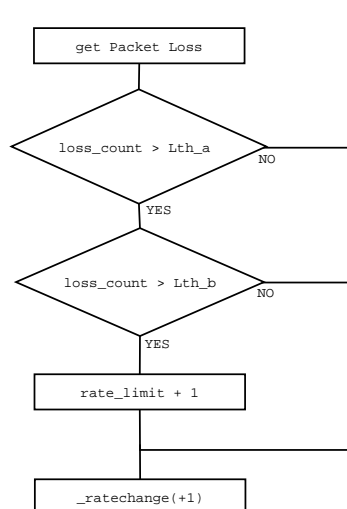 get Packet Loss
loss_count > Lth_a
NO
YES
loss_count > Lth_b
NO
YES
rate_limit + 1
_ratechange(+1)